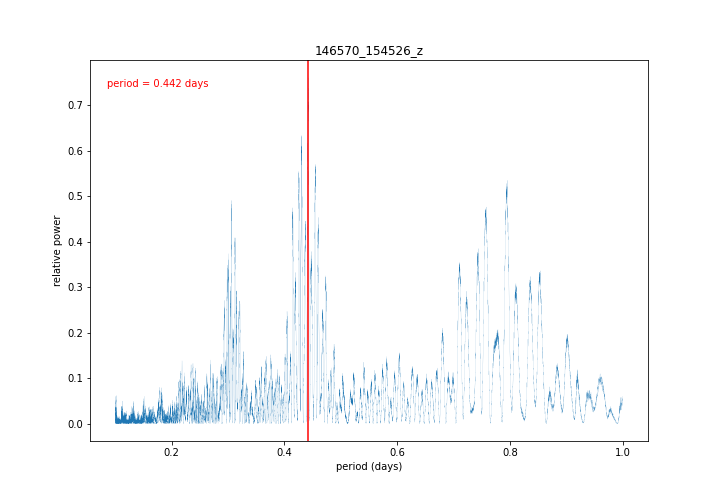 146570_154526_z
period = 0.442 days
relative power
0.7
0.6
0.5
0.4
0.3
0.2
0.1
0.0
0.2 0.4 0.6 0.8 1.0
period (days)